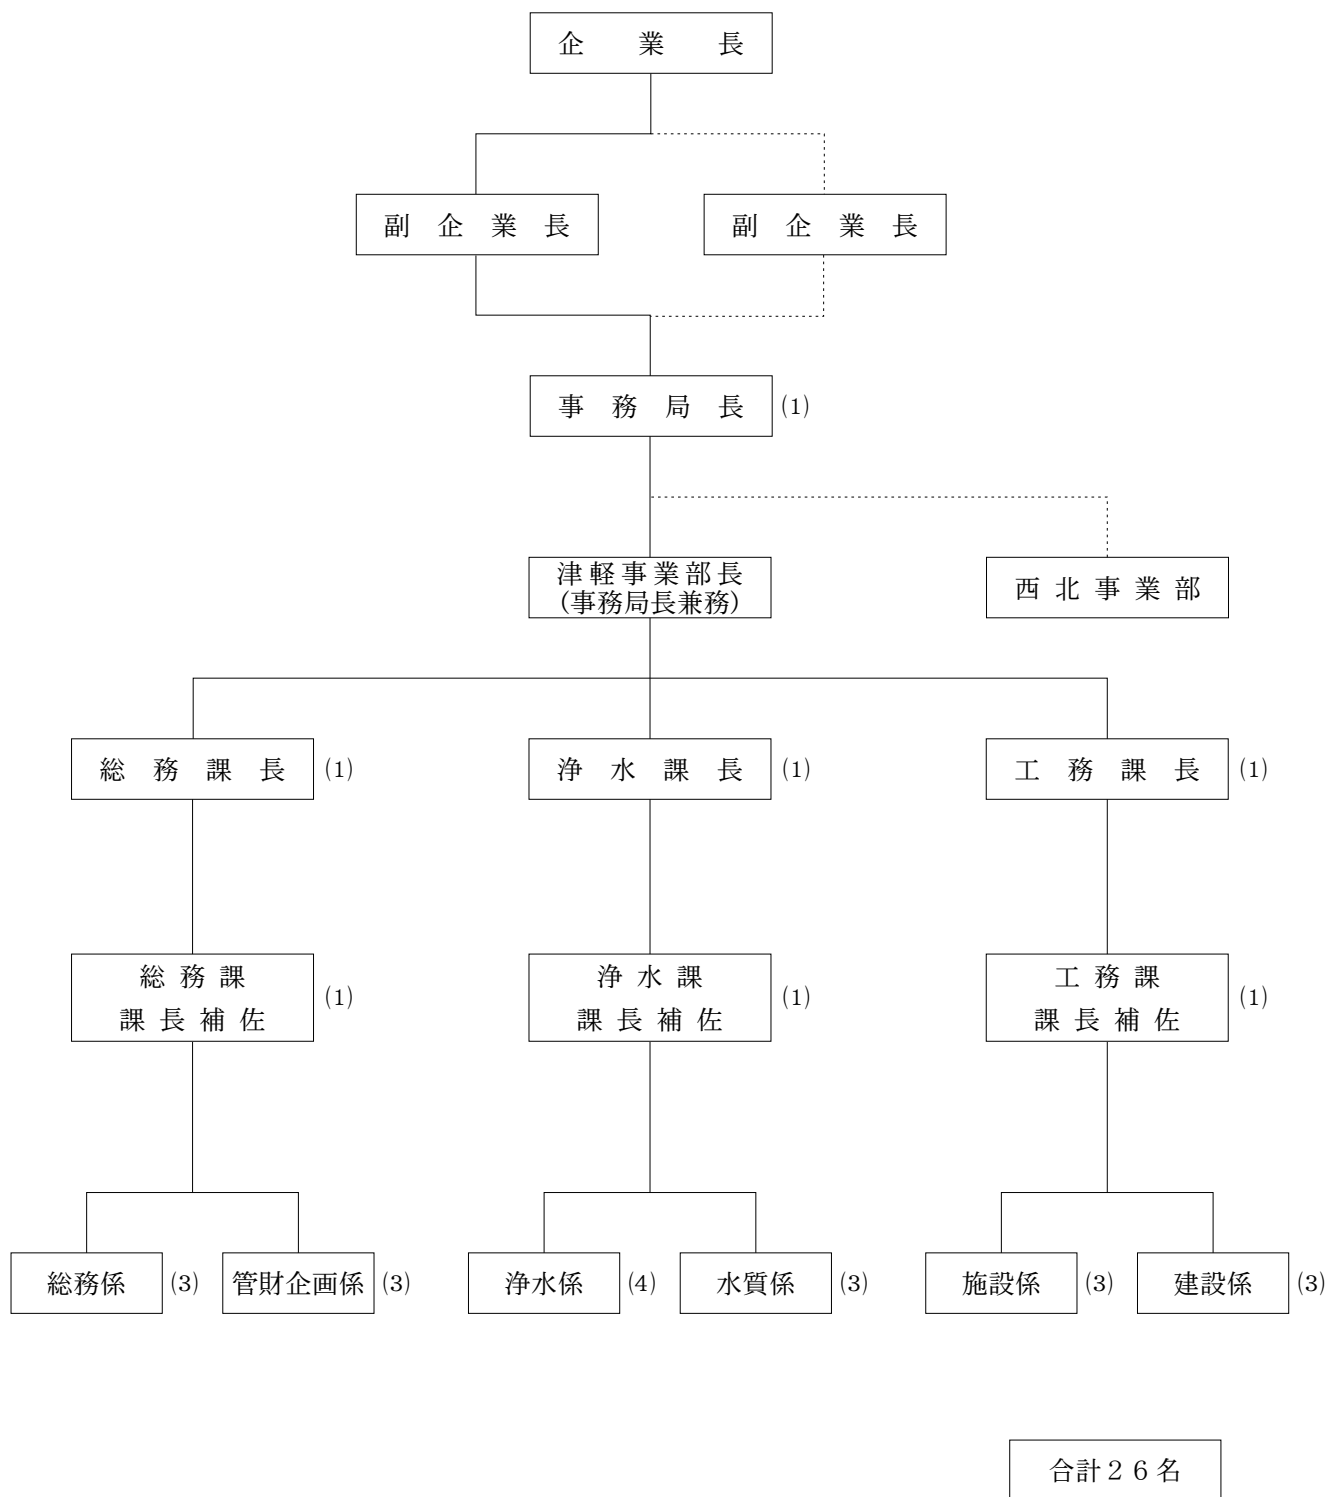 企業長
副企業長
副企業長
事務局長 (1)
津軽事業部長
(事務局長兼務)
西北事業部
総務課長 (1)
浄水課長 (1)
工務課長 (1)
総務課
課長補佐 (1)
浄水課
課長補佐 (1)
工務課
課長補佐 (1)
総務係 (3)
管財企画係 (3)
浄水係 (4)
水質係 (3)
施設係 (3)
建設係 (3)
合計26名